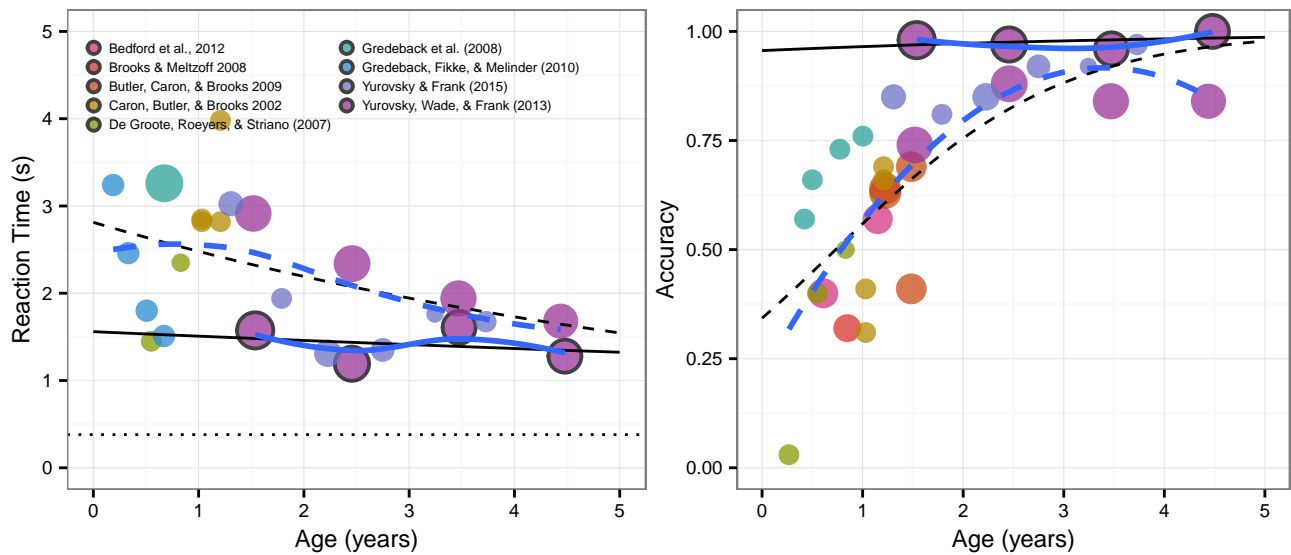 Reaction Time (s)
5
4
3
2
1
0
Bedford et al., 2012
Brooks & Meltzoff 2008
Butler, Caron, & Brooks 2009
Caron, Butler, & Brooks 2002
De Groote, Roeyers, & Striano (2007)
Gredeback et al. (2008)
Gredeback, Fikke, & Melinder (2010)
Yurovsky & Frank (2015)
Yurovsky, Wade, & Frank (2013)
0 1 2 3 4 5
Age (years)
Accuracy
1.00
0.75
0.50
0.25
0.00
0 1 2 3 4 5
Age (years)